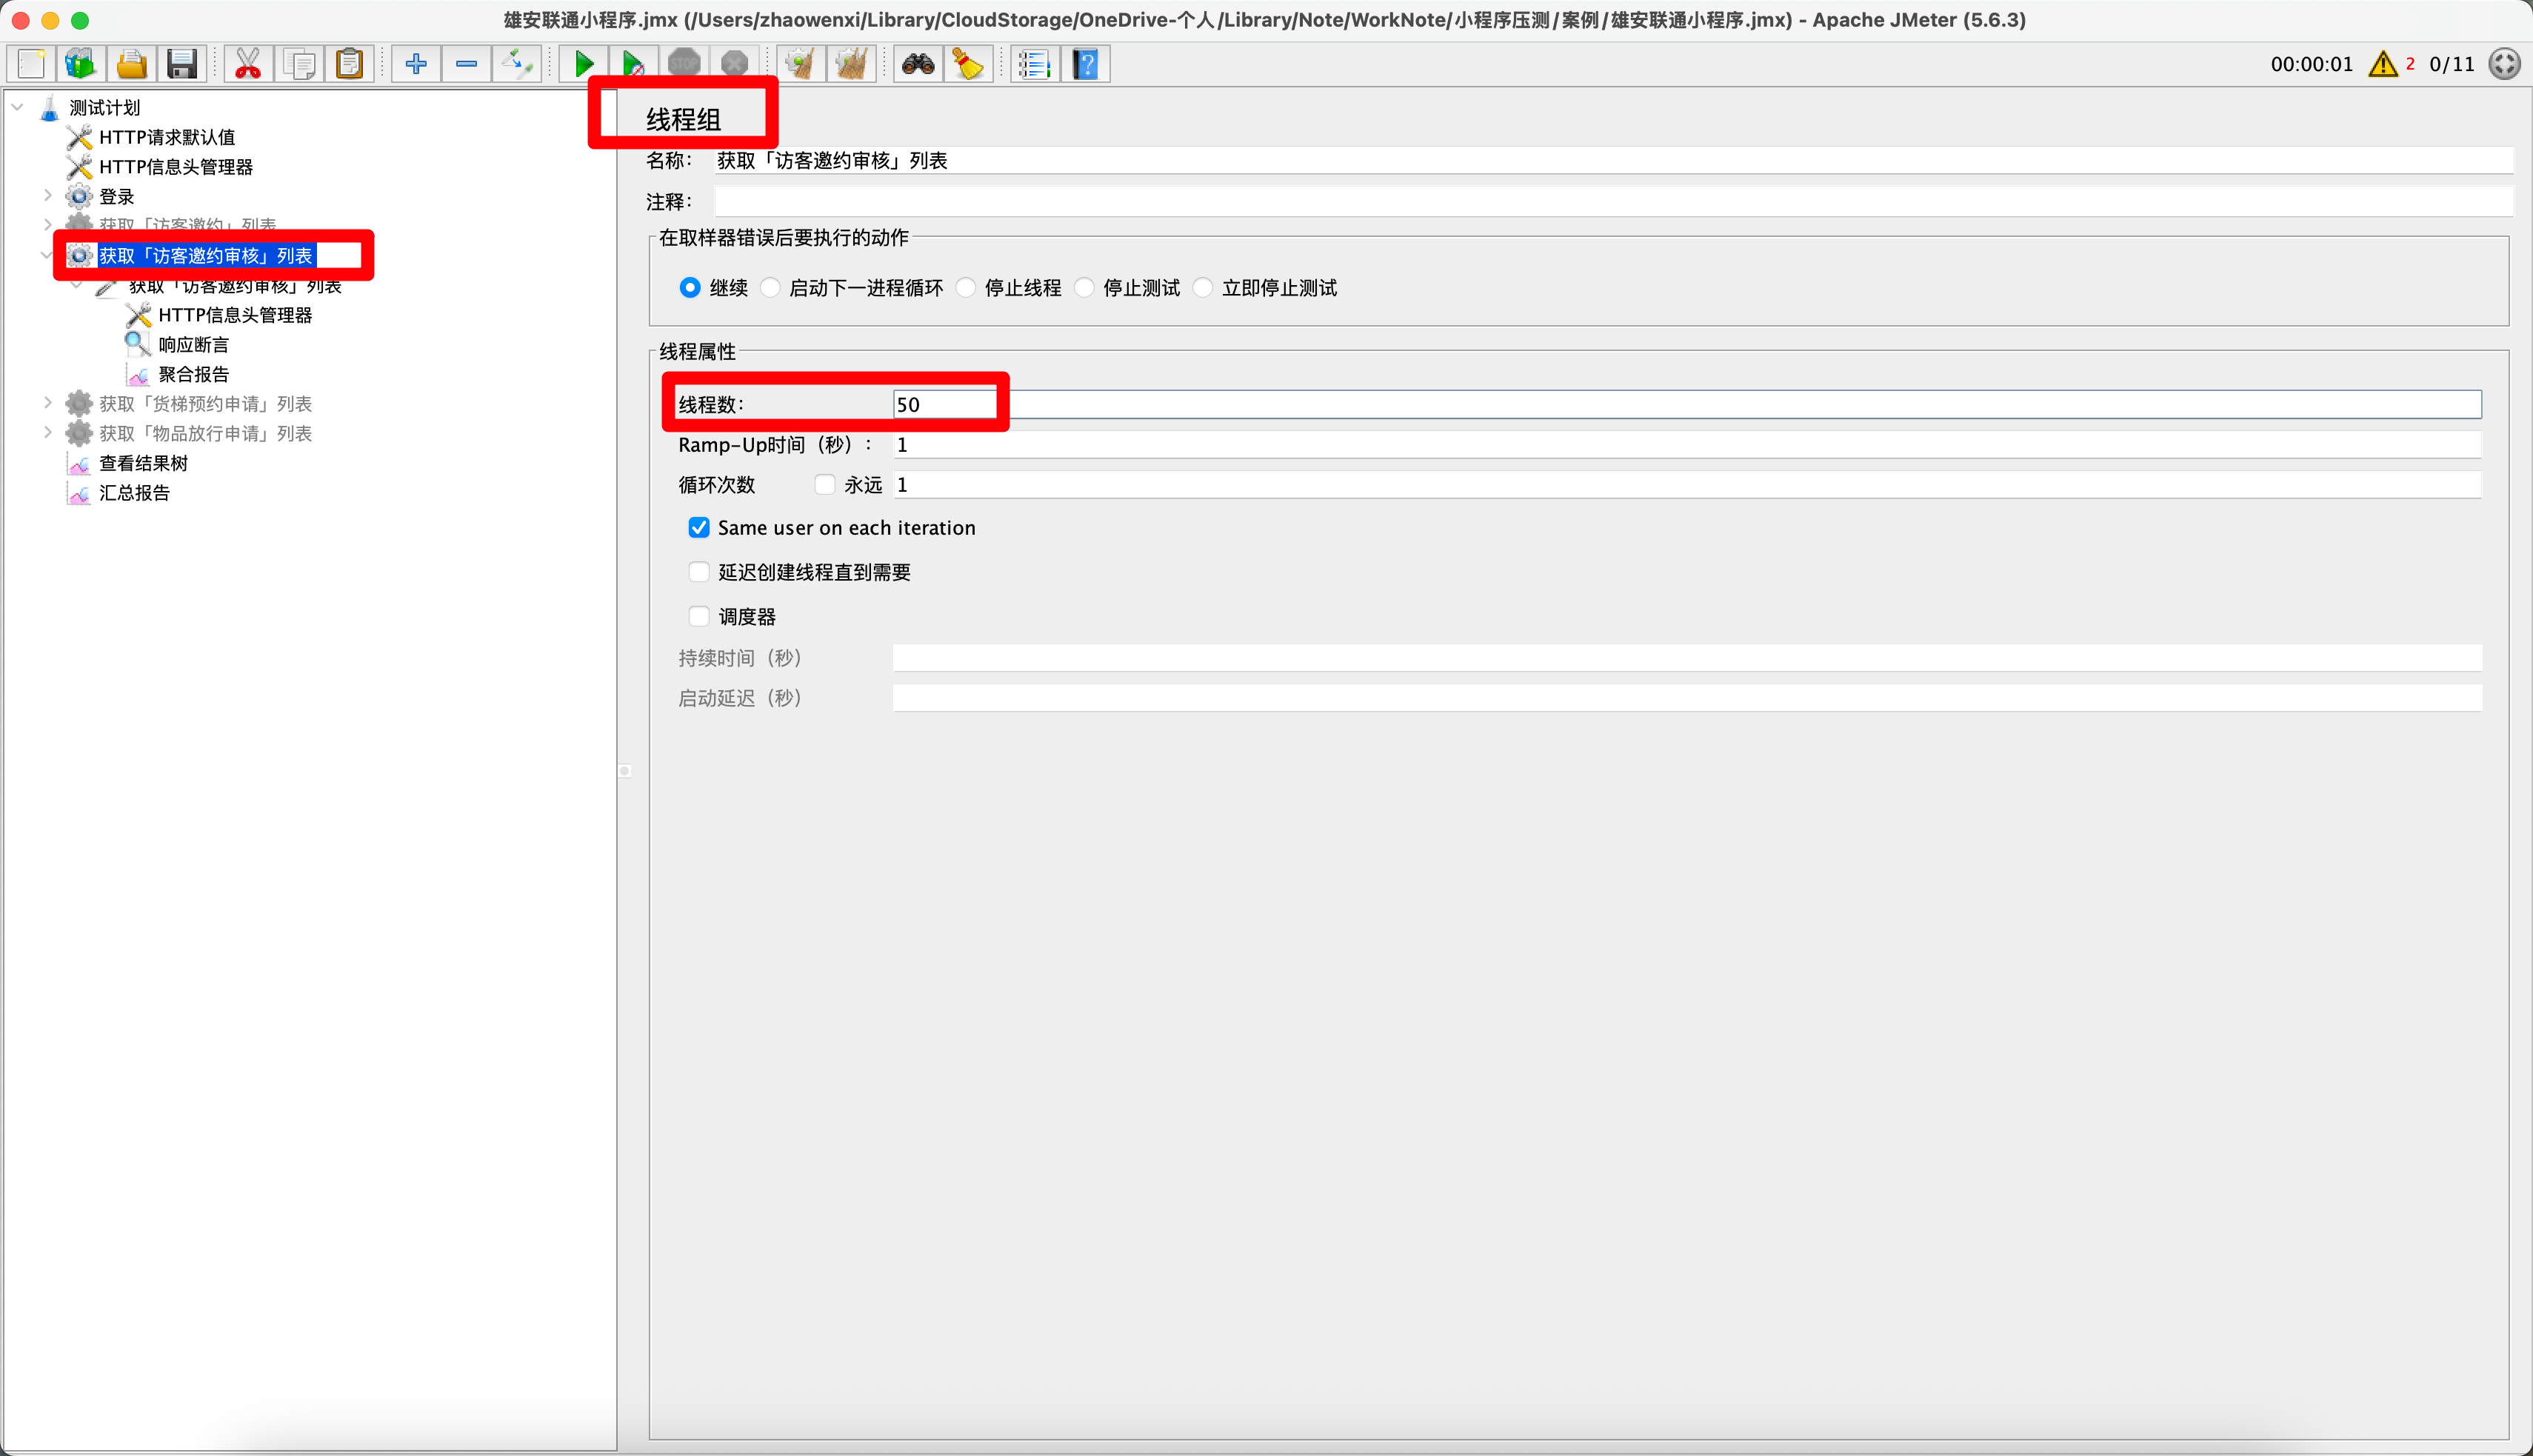 雄安联通小程序.jmx (/Users/zhaowenxi/Library/CloudStorage/OneDrive-个人/Library/Note/WorkNote/小程序压测/案例/雄安联通小程序.jmx) - Apache JMeter (5.6.3)
STOP
00:00:01
2
0/11
测试计划
HTTP请求默认值
HTTP信息头管理器
登录
获取「访客邀约」列表
获取「访客邀约审核」列表
获取「访客邀约审核」列表
HTTP信息头管理器
响应断言
聚合报告
获取「货梯预约申请」列表
获取「物品放行申请」列表
查看结果树
汇总报告
线程组
名称： 获取「访客邀约审核」列表
注释：
在取样器错误后要执行的动作
继续 启动下一进程循环 停止线程 停止测试 立即停止测试
线程属性
线程数： 50
Ramp-Up时间（秒）： 1
循环次数 永远 1
Same user on each iteration
延迟创建线程直到需要
调度器
持续时间（秒）
启动延迟（秒）